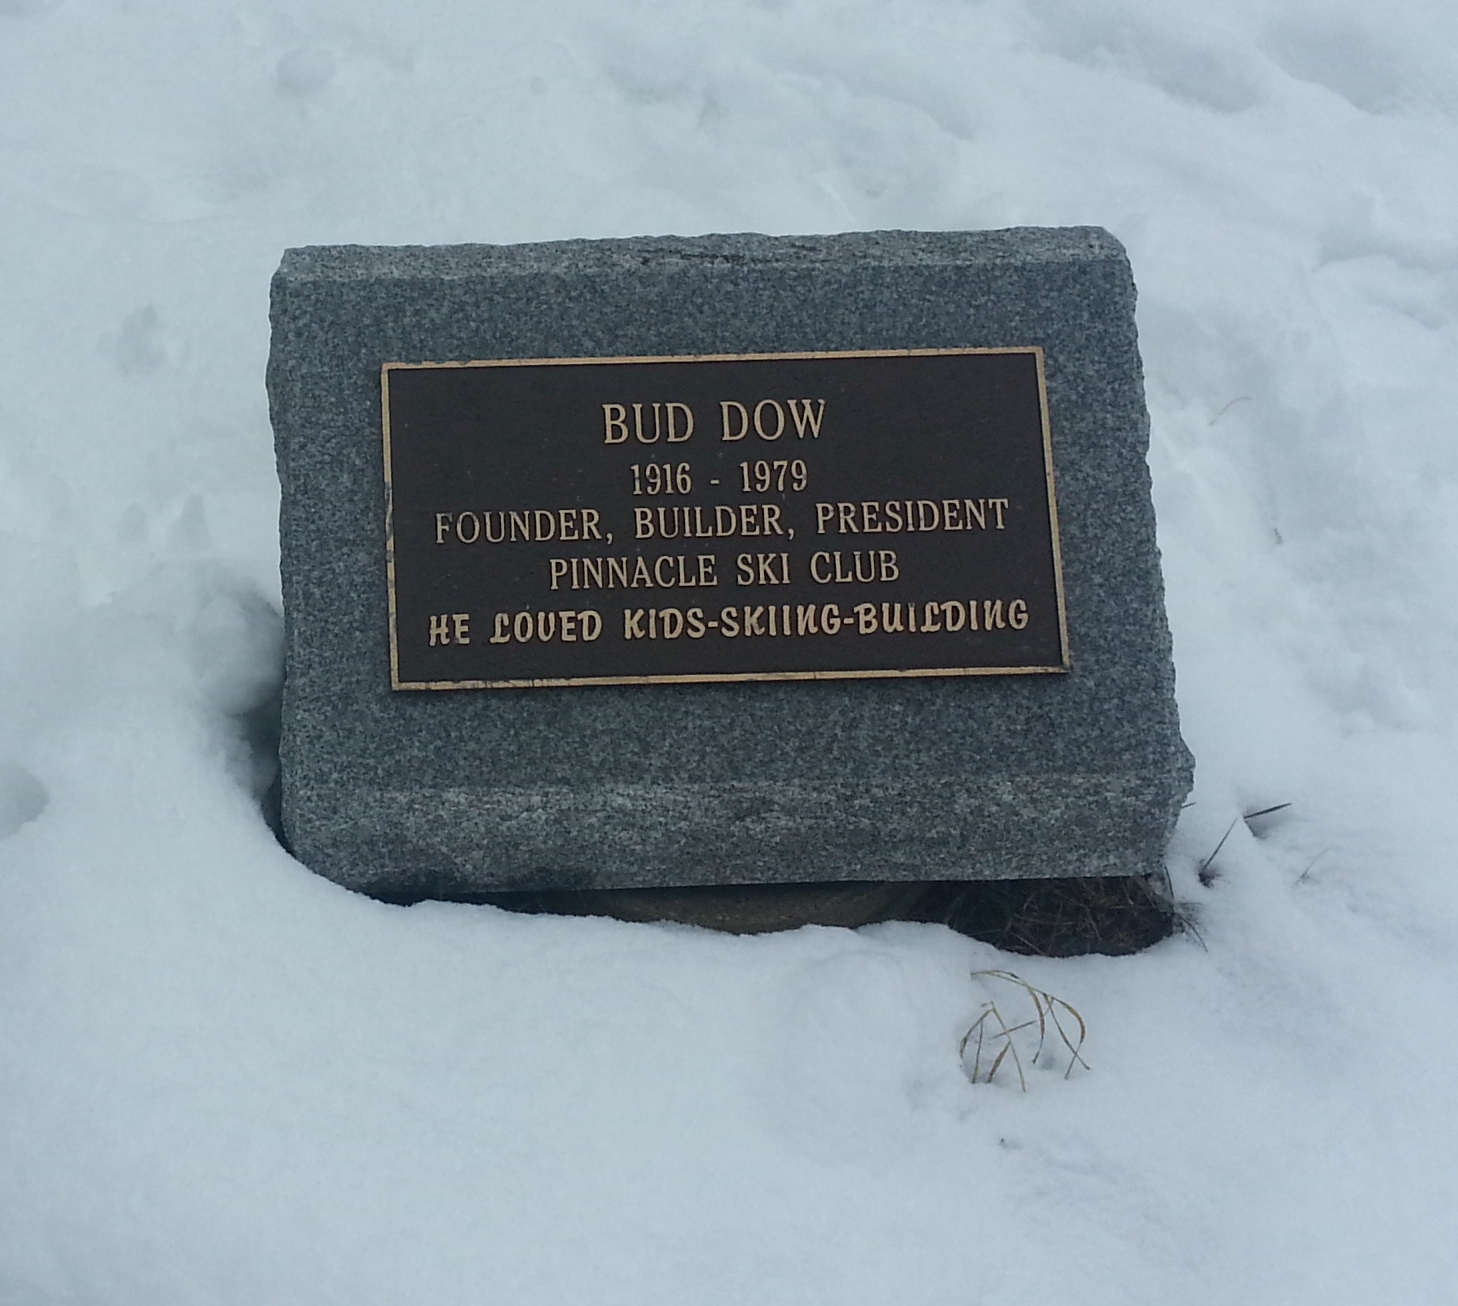 BUD DOW
1916 - 1979
FOUNDER, BUILDER, PRESIDENT
PINNACLE SKI CLUB
HE LOVED KIDS-SKIING-BUILDING